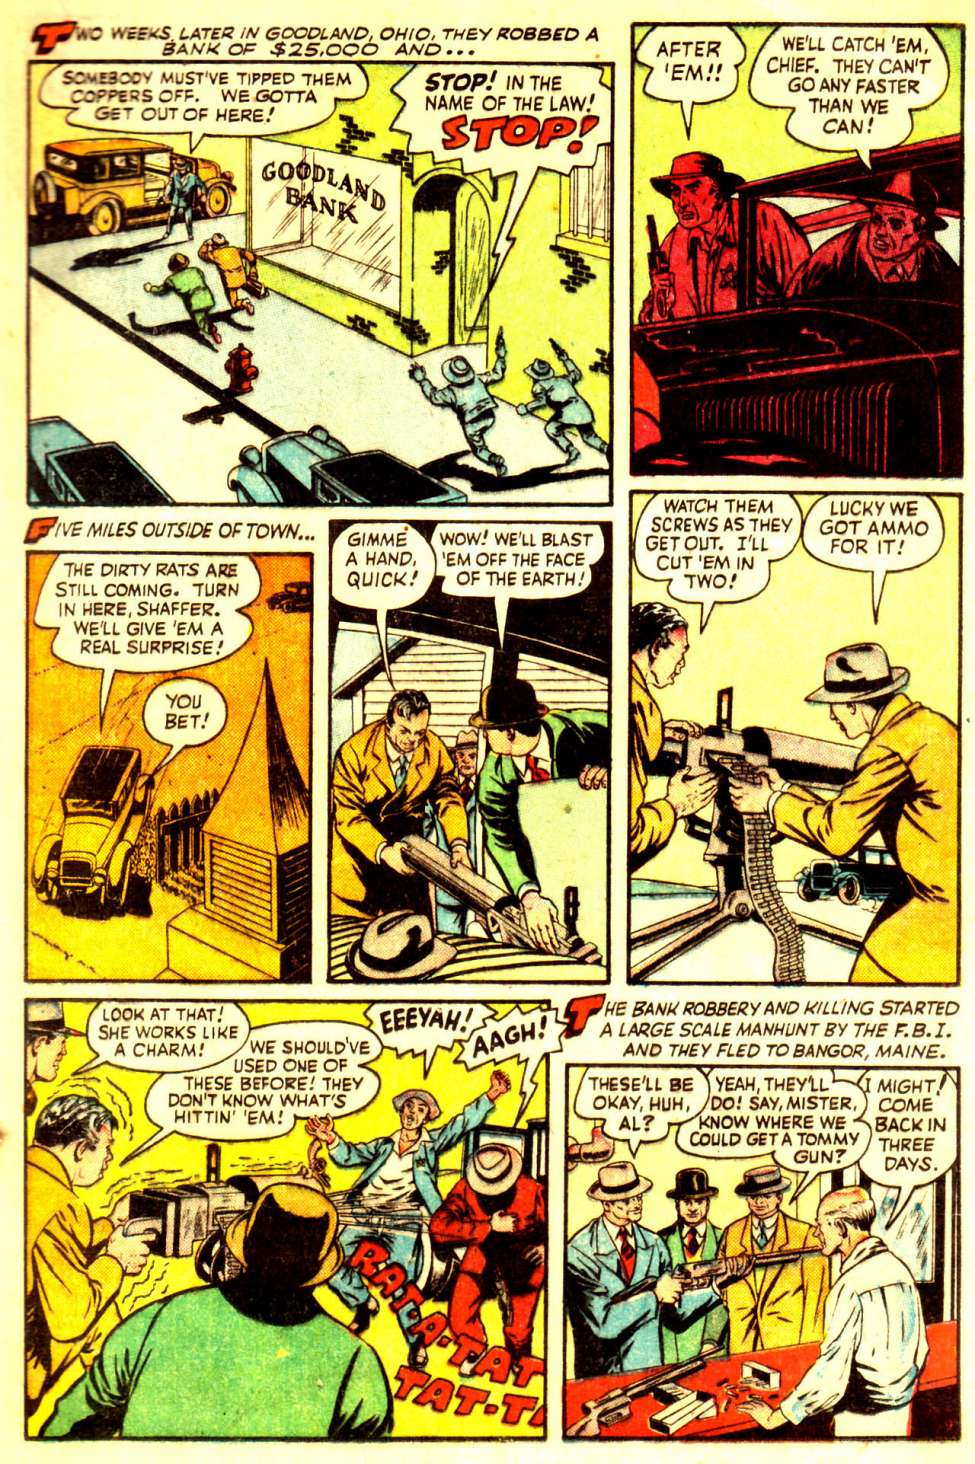 TWO WEEKS, LATER IN GOODLAND, OHIO, THEY ROBBED A
BANK OF $25,000 AND...
SOMEBODY MUST'VE TIPPED THEM
COPPERS OFF. WE GOTTA
GET OUT OF HERE!
STOP! IN THE
NAME OF THE LAW!
STOP!
GOODLAND
BANK
AFTER
'EM!!
WE'LL CATCH 'EM,
CHIEF. THEY CAN'T
GO ANY FASTER
THAN WE
CAN!
FIVE MILES OUTSIDE OF TOWN...
THE DIRTY RATS ARE
STILL COMING. TURN
IN HERE, SHAFFER.
WE'LL GIVE 'EM A
REAL SURPRISE!
YOU
BET!
GIMME
A HAND,
QUICK!
WOW! WE'LL BLAST
'EM OFF THE FACE
OF THE EARTH!
WATCH THEM
SCREWS AS THEY
GET OUT. I'LL
CUT 'EM IN
TWO!
LUCKY WE
GOT AMMO
FOR IT!
LOOK AT THAT!
SHE WORKS LIKE
A CHARM!
WE SHOULD'VE
USED ONE OF
THESE BEFORE! THEY
DON'T KNOW WHAT'S
HITTIN' 'EM!
EEEYAH!
AAGH!
RAT-A-TAT
TAT-TAT-T
THE BANK ROBBERY AND KILLING STARTED
A LARGE SCALE MANHUNT BY THE F.B.I.
AND THEY FLED TO BANGOR, MAINE.
THESE'LL BE
OKAY, HUH,
AL?
YEAH, THEY'LL
DO! SAY, MISTER,
KNOW WHERE WE
COULD GET A TOMMY
GUN?
I MIGHT!
COME
BACK IN
THREE
DAYS.